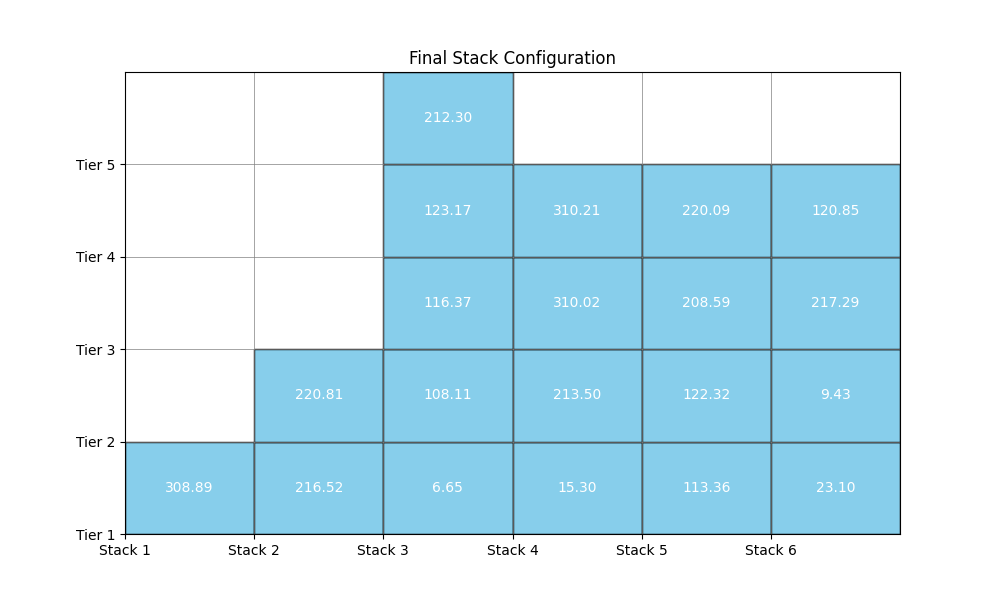 Final Stack Configuration
212.30
Tier 5
123.17 310.21 220.09 120.85
Tier 4
116.37 310.02 208.59 217.29
Tier 3
220.81 108.11 213.50 122.32 9.43
Tier 2
308.89 216.52 6.65 15.30 113.36 23.10
Tier 1
Stack 1 Stack 2 Stack 3 Stack 4 Stack 5 Stack 6